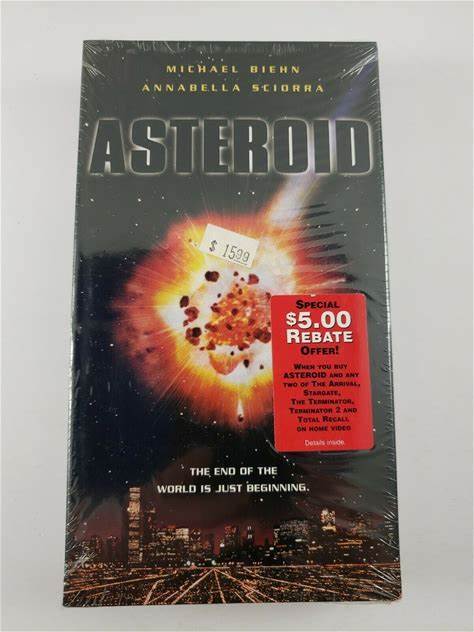 MICHAEL BIEHN
ANNABELLA SCIORRA
ASTEROID
$ 15.99
SPECIAL
$5.00
REBATE
OFFER!
WHEN YOU BUY
ASTEROID AND ANY
TWO OF THE ARRIVAL,
STARGATE,
THE TERMINATOR,
TERMINATOR 2 AND
TOTAL RECALL
ON HOME VIDEO
Details inside.
THE END OF THE
WORLD IS JUST BEGINNING.